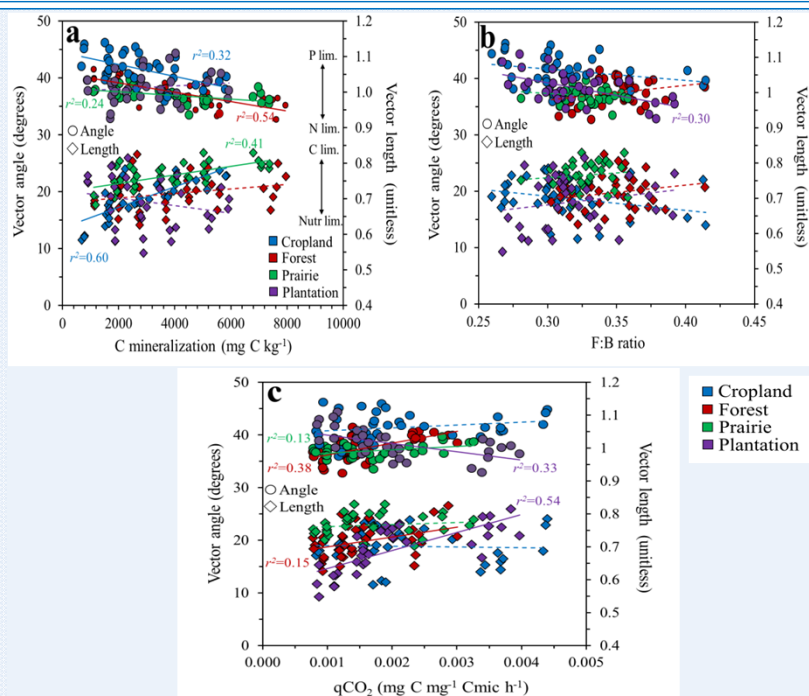 a
50
40
30
20
10
0
Vector angle (degrees)
1.2
1.1
1.0
0.9
0.8
0.7
0.6
0.5
0.4
Vector length (unitless)
r²=0.32
P lim.
r²=0.24
r²=0.54
N lim.
Angle
Length
r²=0.41
C lim.
Nutr lim.
r²=0.60
Cropland
Forest
Prairie
Plantation
0 2000 4000 6000 8000 10000
C mineralization (mg C kg⁻¹)
b
50
40
30
20
10
0
Vector angle (degrees)
1.2
1.1
1.0
0.9
0.8
0.7
0.6
0.5
0.4
Vector length (unitless)
r²=0.30
Angle
Length
0.25 0.30 0.35 0.40 0.45
F:B ratio
c
50
40
30
20
10
0
Vector angle (degrees)
1.2
1.1
1.0
0.9
0.8
0.7
0.6
0.5
0.4
Vector length (unitless)
r²=0.13
r²=0.38
r²=0.33
Angle
Length
r²=0.54
r²=0.15
0.000 0.001 0.002 0.003 0.004 0.005
qCO₂ (mg C mg⁻¹ Cmic h⁻¹)
Cropland
Forest
Prairie
Plantation